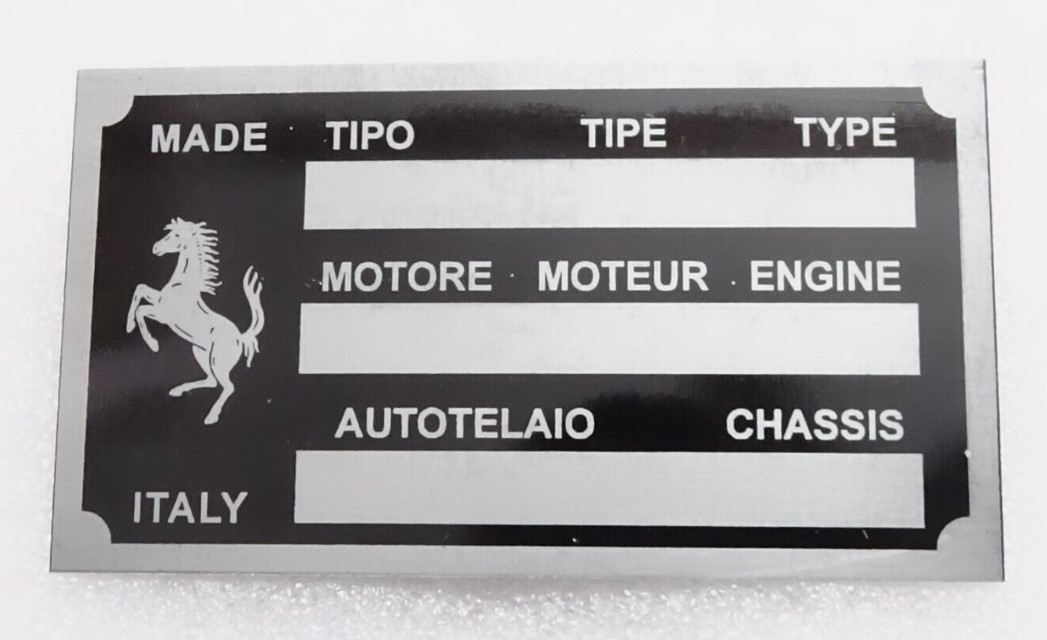 MADE TIPO TIPE TYPE
MOTORE MOTEUR ENGINE
AUTOTELAIO CHASSIS
ITALY